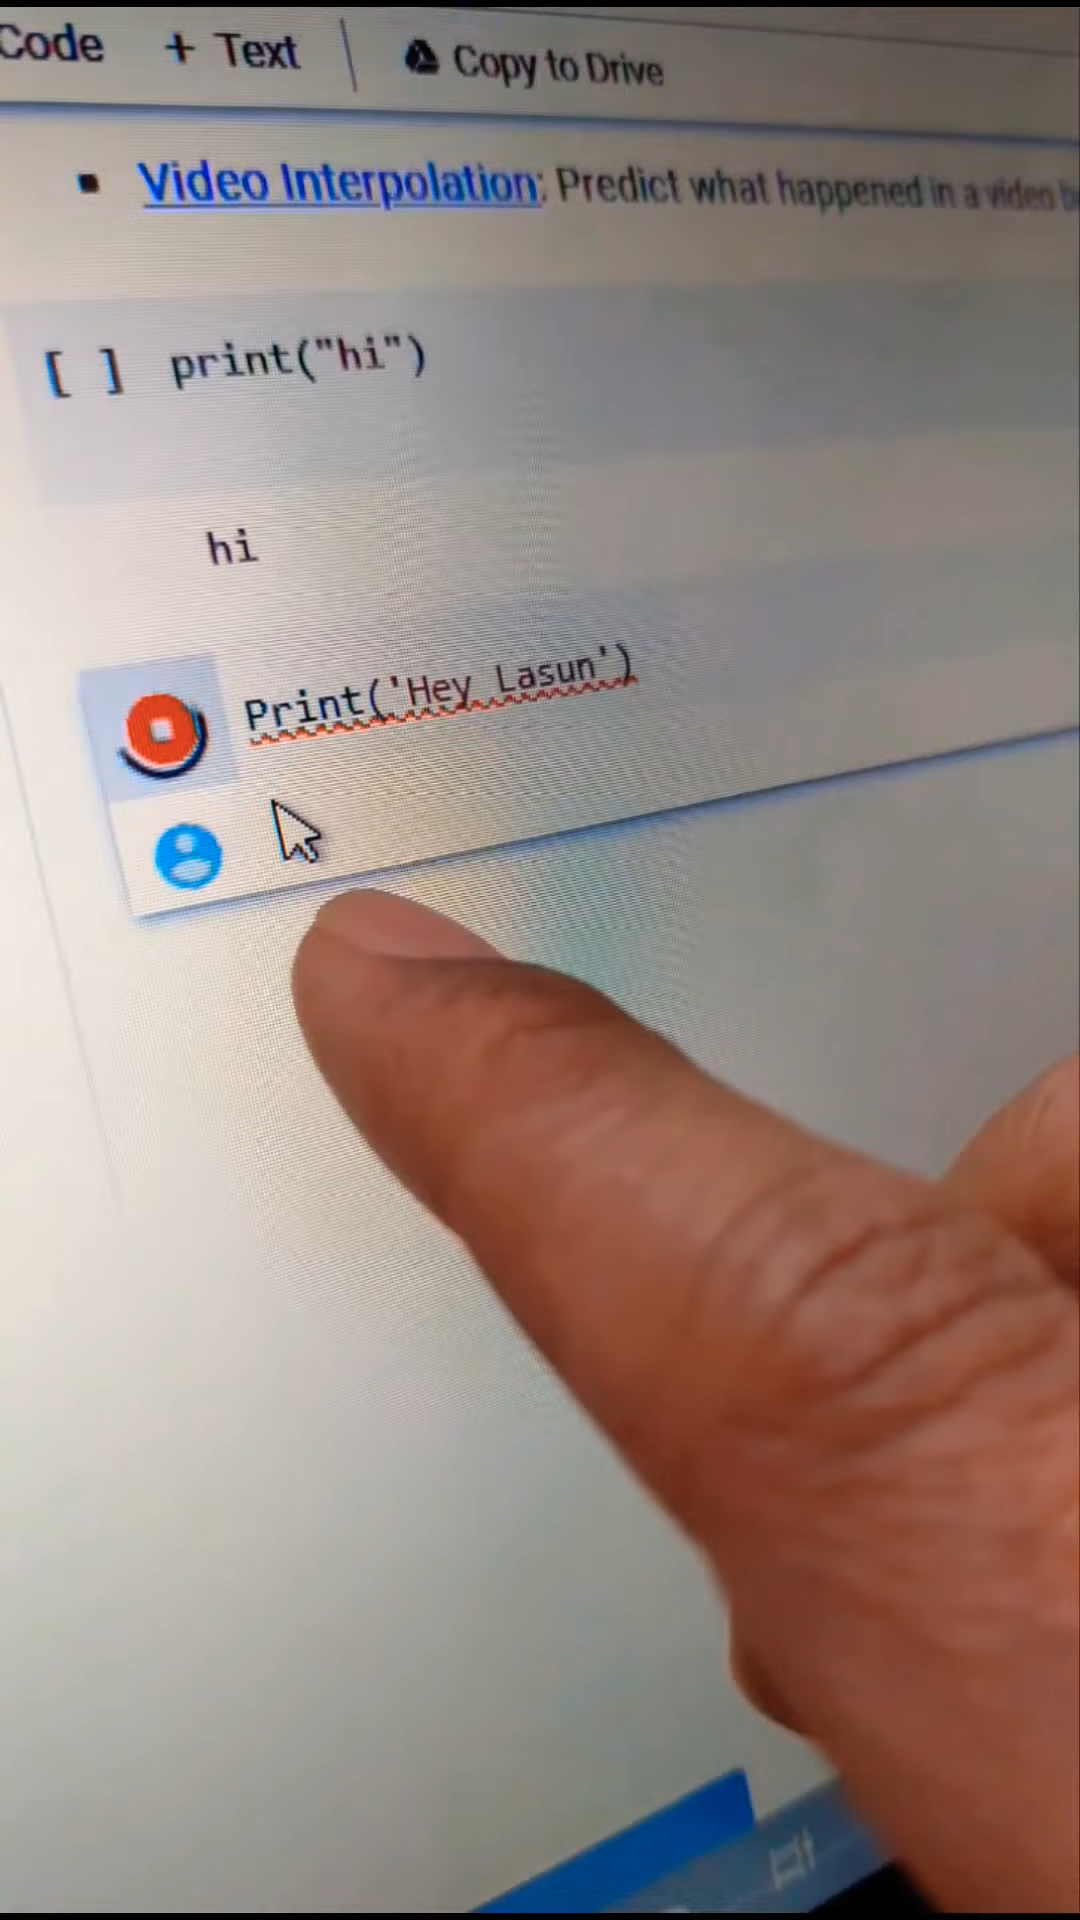 Code + Text Copy to Drive
Video Interpolation: Predict what happened in a video
[ ] print("hi")
hi
Print('Hey Lasun')